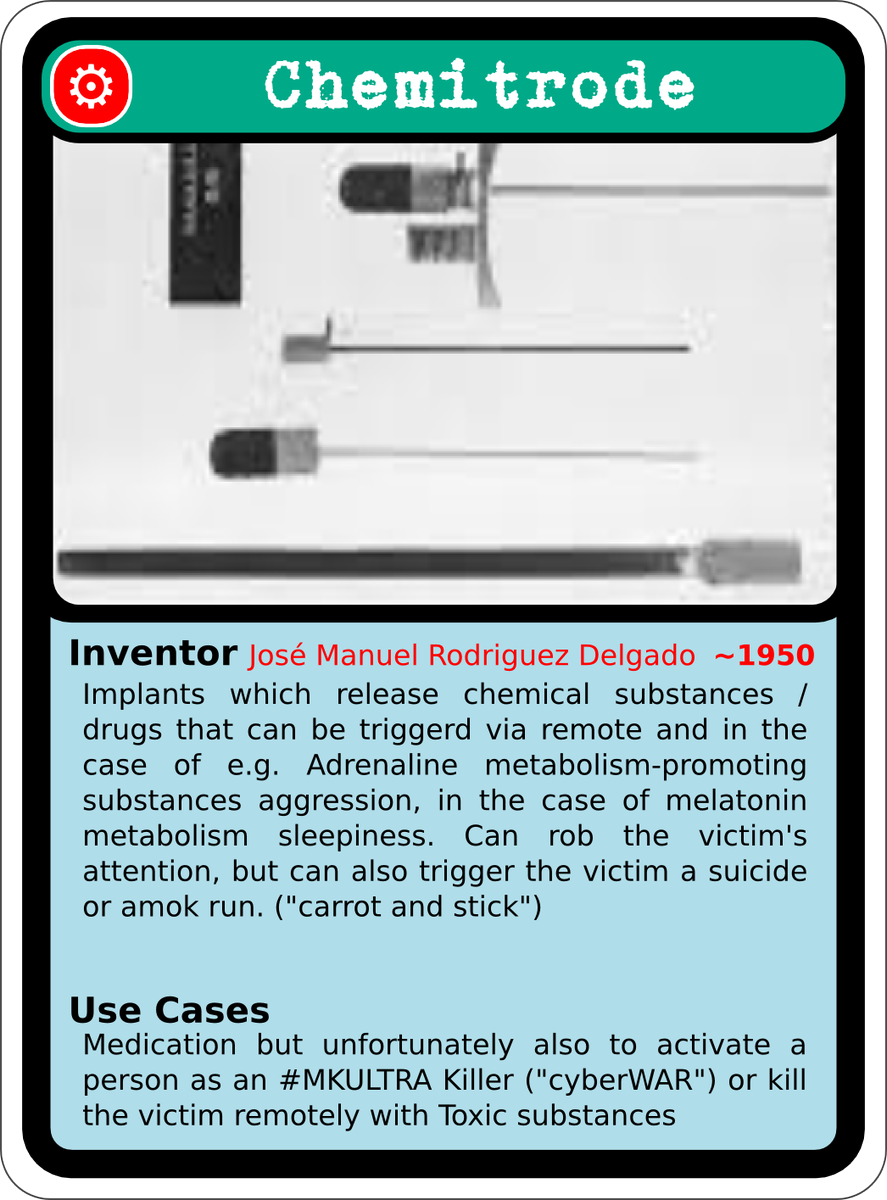 Chemitrode
Inventor José Manuel Rodriguez Delgado ~1950
Implants which release chemical substances /
drugs that can be triggerd via remote and in the
case of e.g. Adrenaline metabolism-promoting
substances aggression, in the case of melatonin
metabolism sleepiness. Can rob the victim's
attention, but can also trigger the victim a suicide
or amok run. ("carrot and stick")
Use Cases
Medication but unfortunately also to activate a
person as an #MKULTRA Killer ("cyberWAR") or kill
the victim remotely with Toxic substances